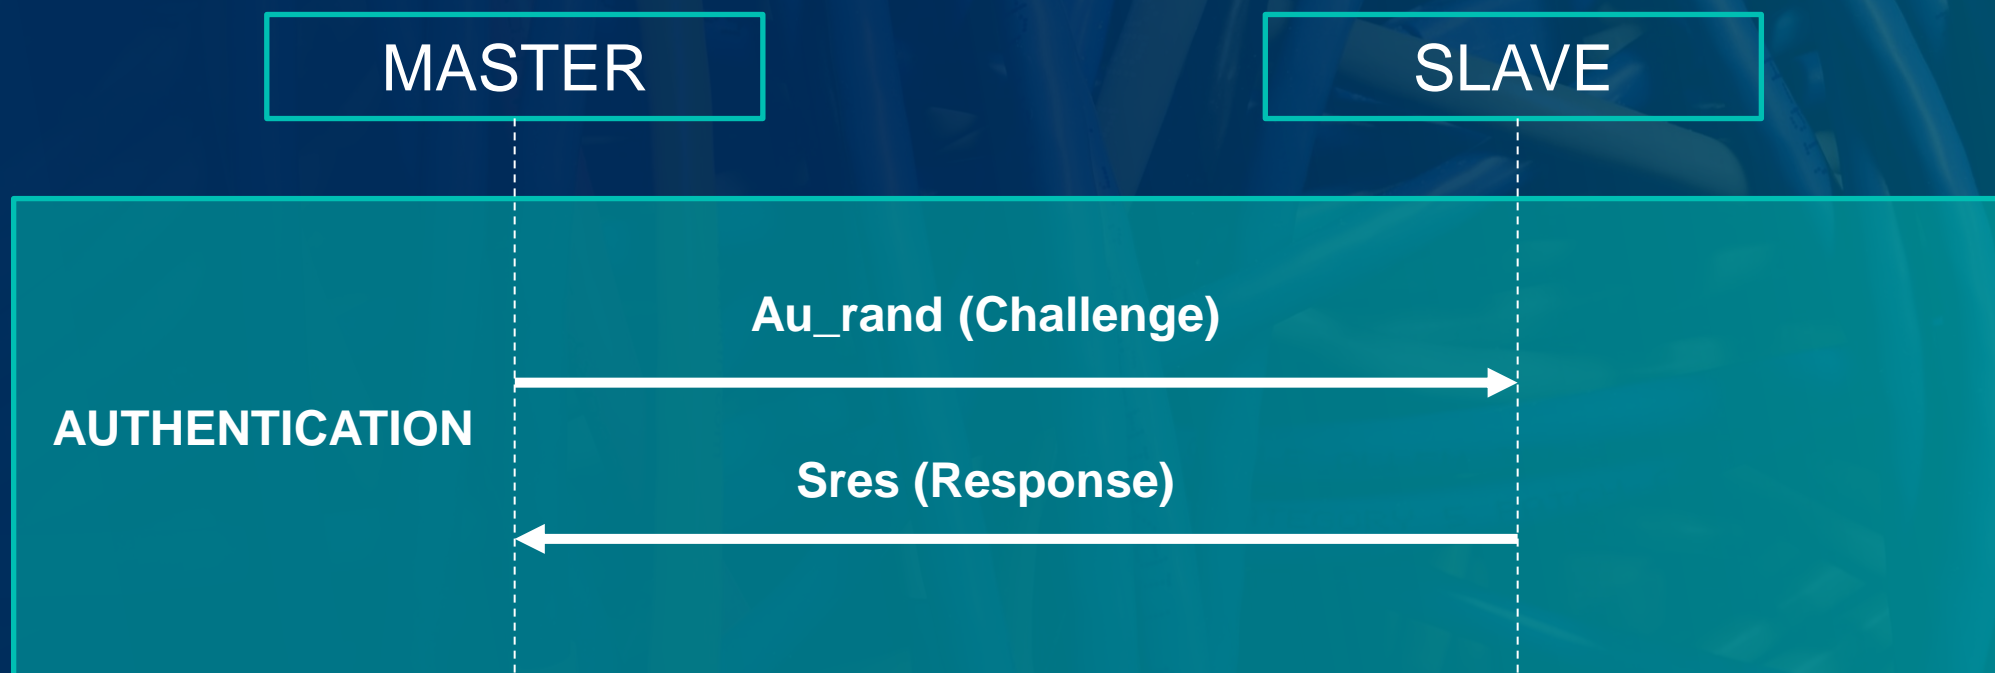 MASTER
SLAVE
Au_rand (Challenge)
AUTHENTICATION
Sres (Response)